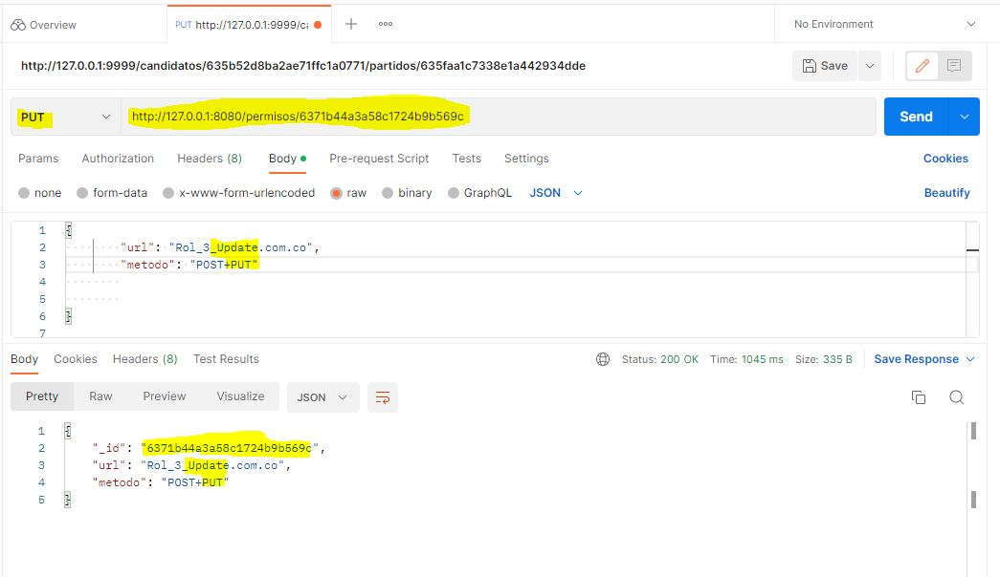 Overview
PUT http://127.0.0.1:9999/ca
No Environment
http://127.0.0.1:9999/candidatos/635b52d8ba2ae71ffc1a0771/partidos/635faa1c7338e1a442934dde
Save
PUT
http://127.0.0.1:8080/permisos/6371b44a3a58c1724b9b569c
Send
Params Authorization Headers (8) Body Pre-request Script Tests Settings Cookies
none form-data x-www-form-urlencoded raw binary GraphQL JSON Beautify
1 {
2 "url": "Rol_3_Update.com.co",
3 "metodo": "POST+PUT"
4
5
6 }
7
Body Cookies Headers (8) Test Results Status: 200 OK Time: 1045 ms Size: 335 B Save Response
Pretty Raw Preview Visualize JSON
1 {
2 "_id": "6371b44a3a58c1724b9b569c",
3 "url": "Rol_3_Update.com.co",
4 "metodo": "POST+PUT"
5 }